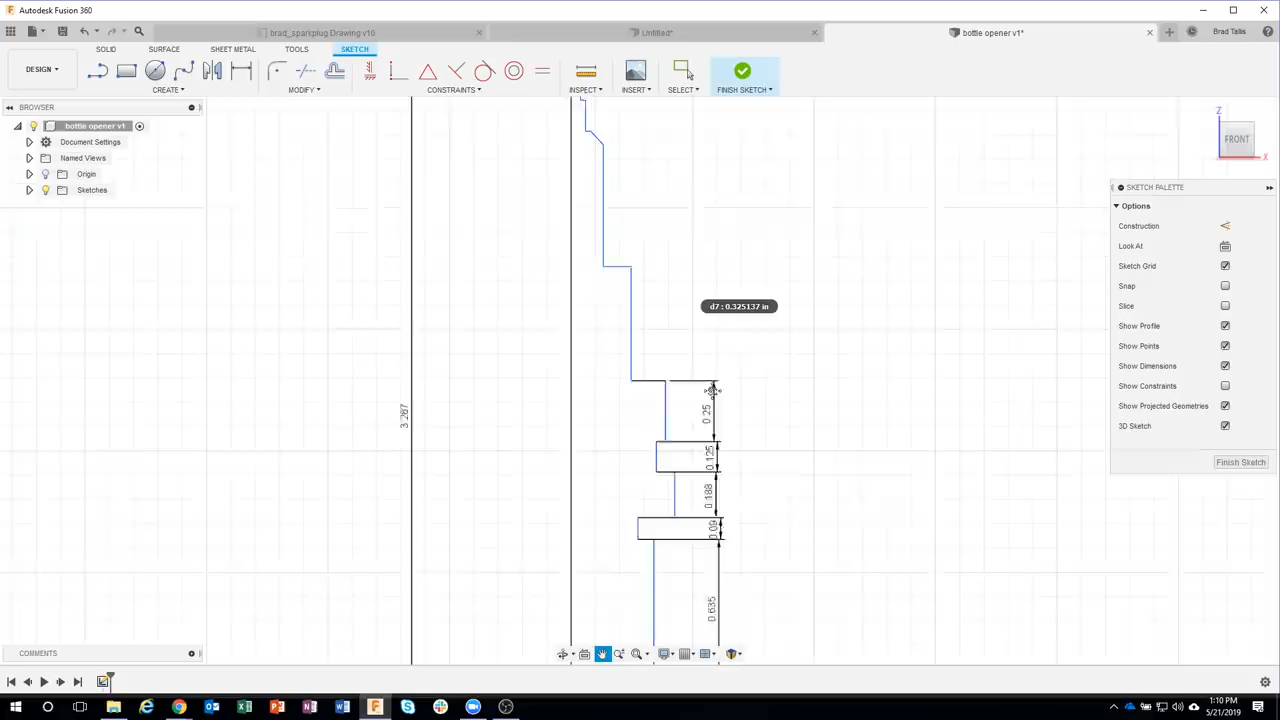 Autodesk Fusion 360
brad_sparkplug Drawing v10
Untitled*
bottle opener v1*
Brad Tallis
SOLID
SURFACE
SHEET METAL
TOOLS
SKETCH
DESIGN
CREATE
MODIFY
CONSTRAINTS
INSPECT
INSERT
SELECT
FINISH SKETCH
BROWSER
bottle opener v1
Document Settings
Named Views
Origin
Sketches
Z
FRONT
X
SKETCH PALETTE
Options
Construction
Look At
Sketch Grid
Snap
Slice
Show Profile
Show Points
Show Dimensions
Show Constraints
Show Projected Geometries
3D Sketch
Finish Sketch
d7 : 0.325137 in
3.267
0.25
0.125
0.188
0.09
0.635
COMMENTS
1:10 PM
5/21/2019